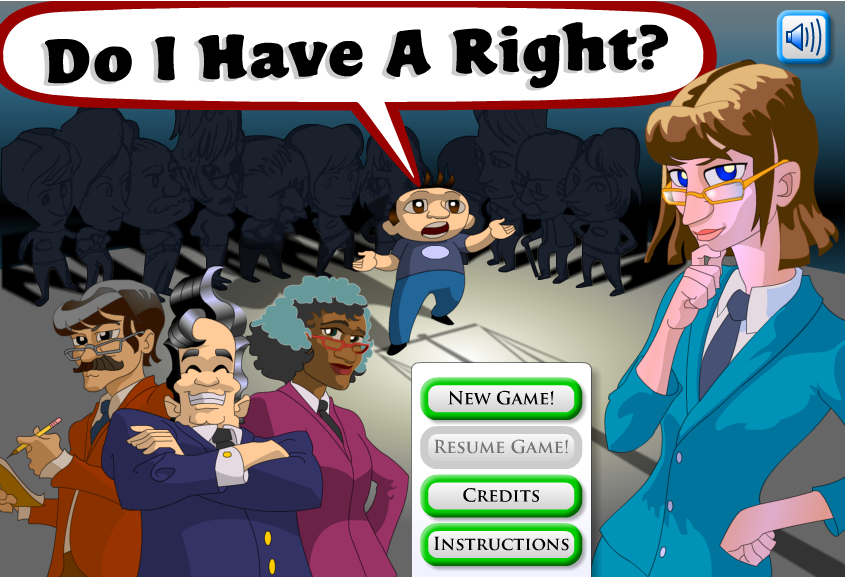 Do I Have A Right?
New Game!
Resume Game!
Credits
Instructions